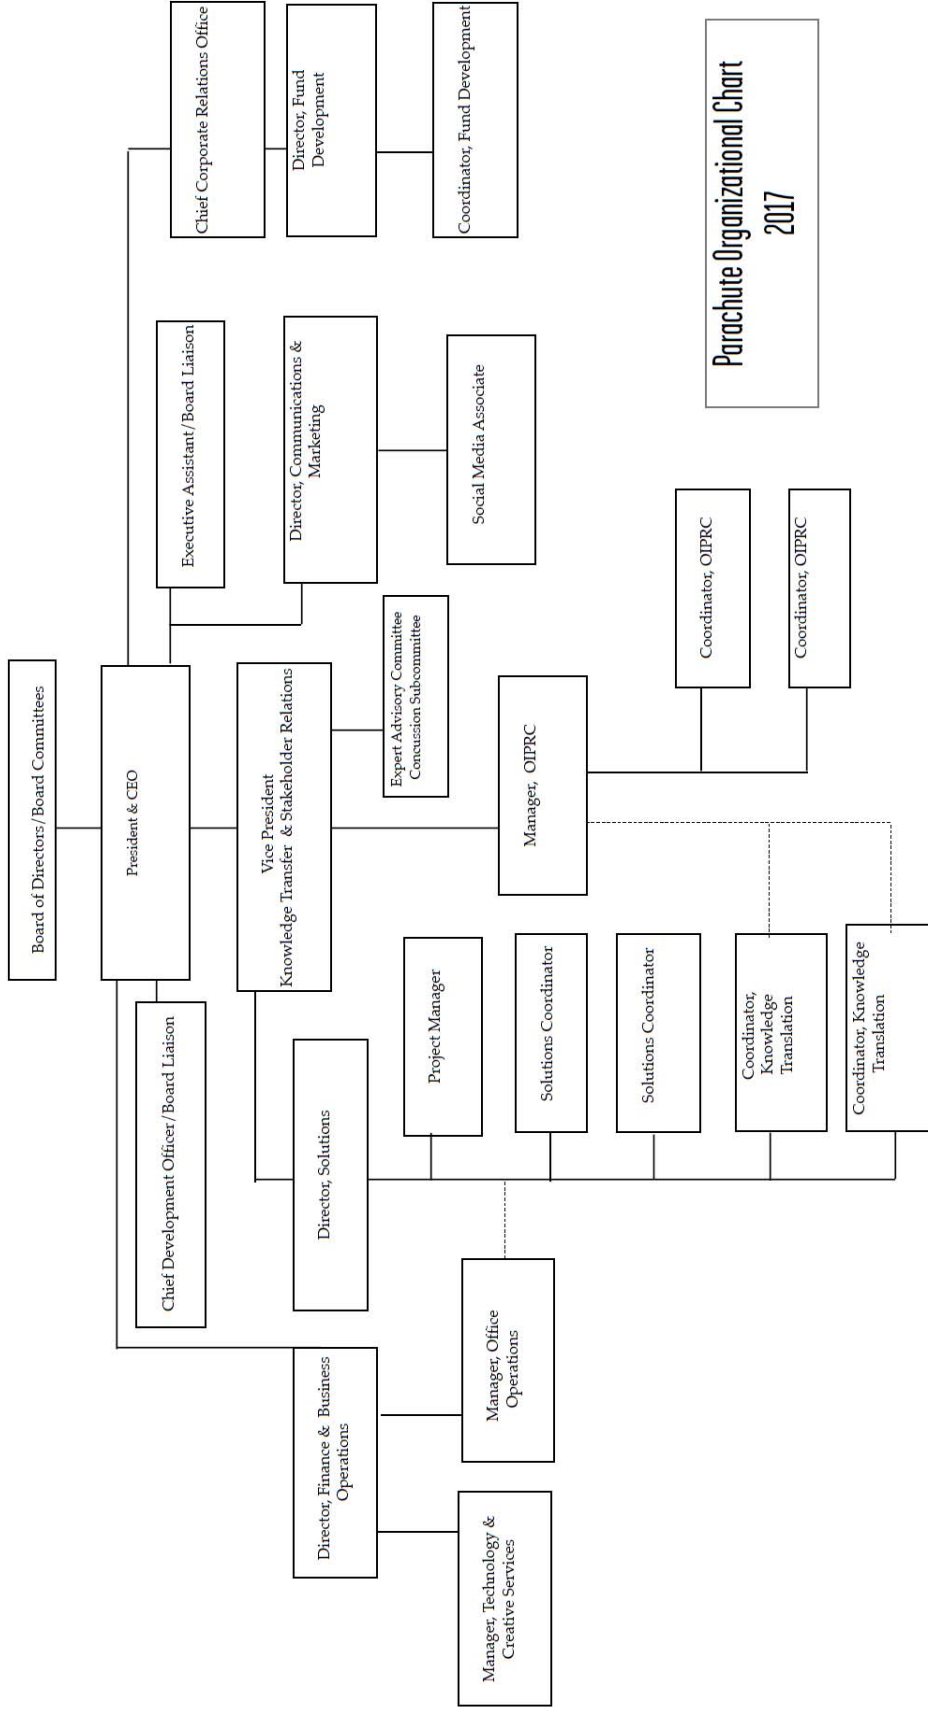 Board of Directors/Board Committees
President & CEO
Chief Development Officer/Board Liaison
Executive Assistant/Board Liaison
Chief Corporate Relations Office
Vice President
Knowledge Transfer & Stakeholder Relations
Director, Finance & Business
Operations
Director, Solutions
Director, Communications &
Marketing
Director, Fund
Development
Expert Advisory Committee
Concussion Subcommittee
Manager, Technology &
Creative Services
Manager, Office
Operations
Project Manager
Solutions Coordinator
Solutions Coordinator
Coordinator,
Knowledge
Translation
Coordinator, Knowledge
Translation
Manager, OIPRC
Coordinator, OIPRC
Coordinator, OIPRC
Social Media Associate
Coordinator, Fund Development
Parachute Organizational Chart
2017